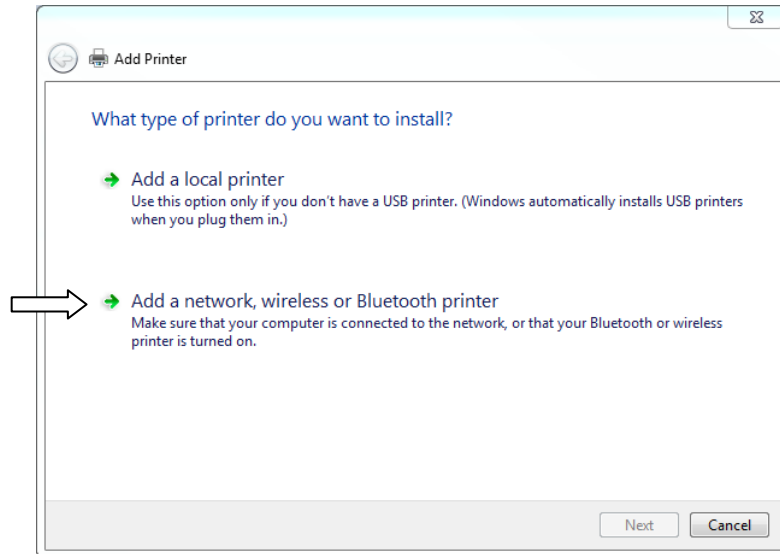 Add Printer
What type of printer do you want to install?
Add a local printer
Use this option only if you don't have a USB printer. (Windows automatically installs USB printers
when you plug them in.)
Add a network, wireless or Bluetooth printer
Make sure that your computer is connected to the network, or that your Bluetooth or wireless
printer is turned on.
Next Cancel